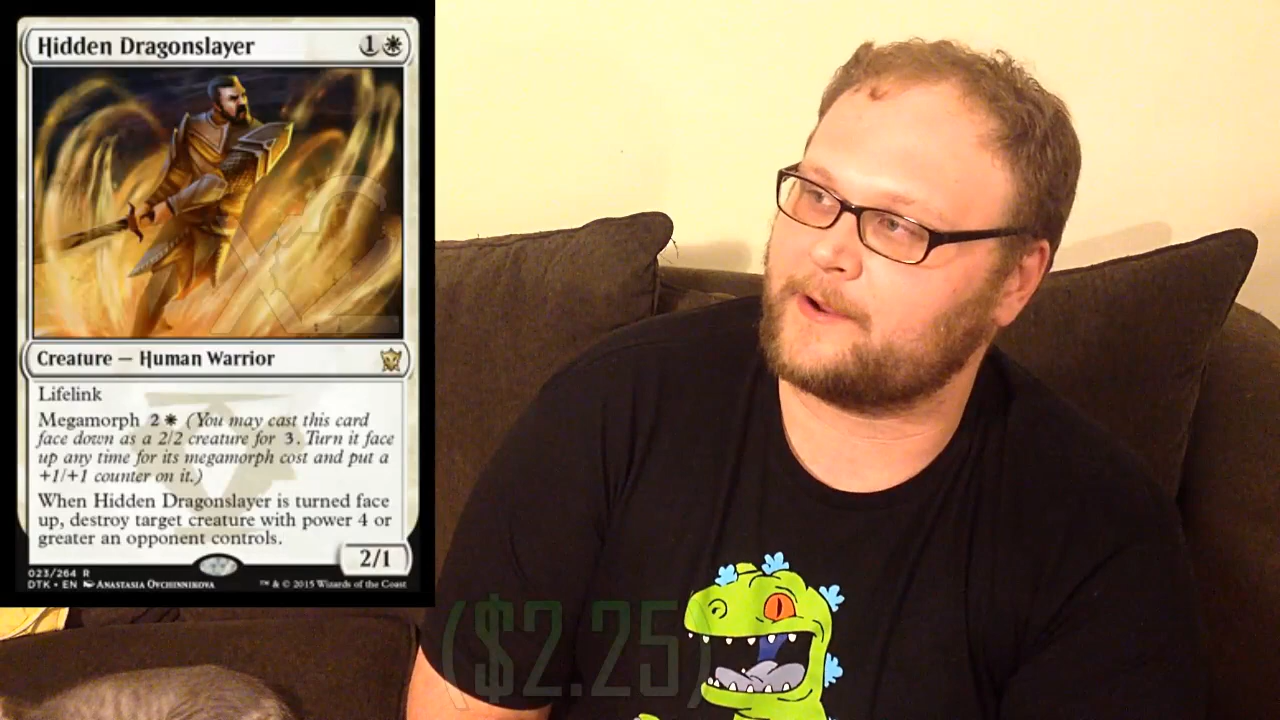 Hidden Dragonslayer 1
Creature — Human Warrior
Lifelink
Megamorph 2 (You may cast this card
face down as a 2/2 creature for 3. Turn it face
up any time for its megamorph cost and put a
+1/+1 counter on it.)
When Hidden Dragonslayer is turned face
up, destroy target creature with power 4 or
greater an opponent controls.
2/1
023/264 R
DTK • EN ANASTASIA OVCHINNIKOVA
™ & © 2015 Wizards of the Coast
($2.25)